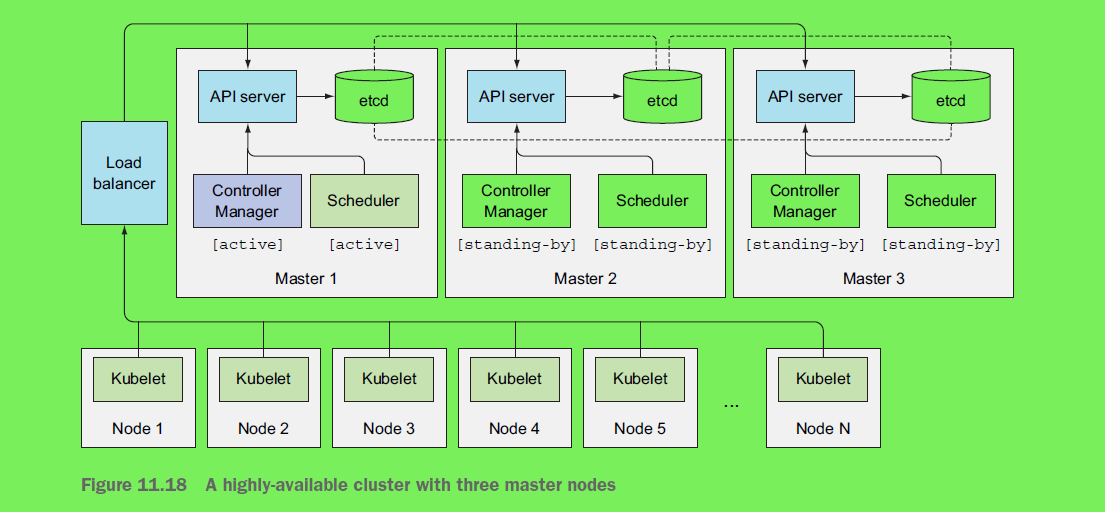 Load
balancer
API server
etcd
Controller
Manager
Scheduler
[active]
[active]
Master 1
API server
etcd
Controller
Manager
Scheduler
[standing-by]
[standing-by]
Master 2
API server
etcd
Controller
Manager
Scheduler
[standing-by]
[standing-by]
Master 3
Kubelet
Node 1
Kubelet
Node 2
Kubelet
Node 3
Kubelet
Node 4
Kubelet
Node 5
...
Kubelet
Node N
Figure 11.18 A highly-available cluster with three master nodes